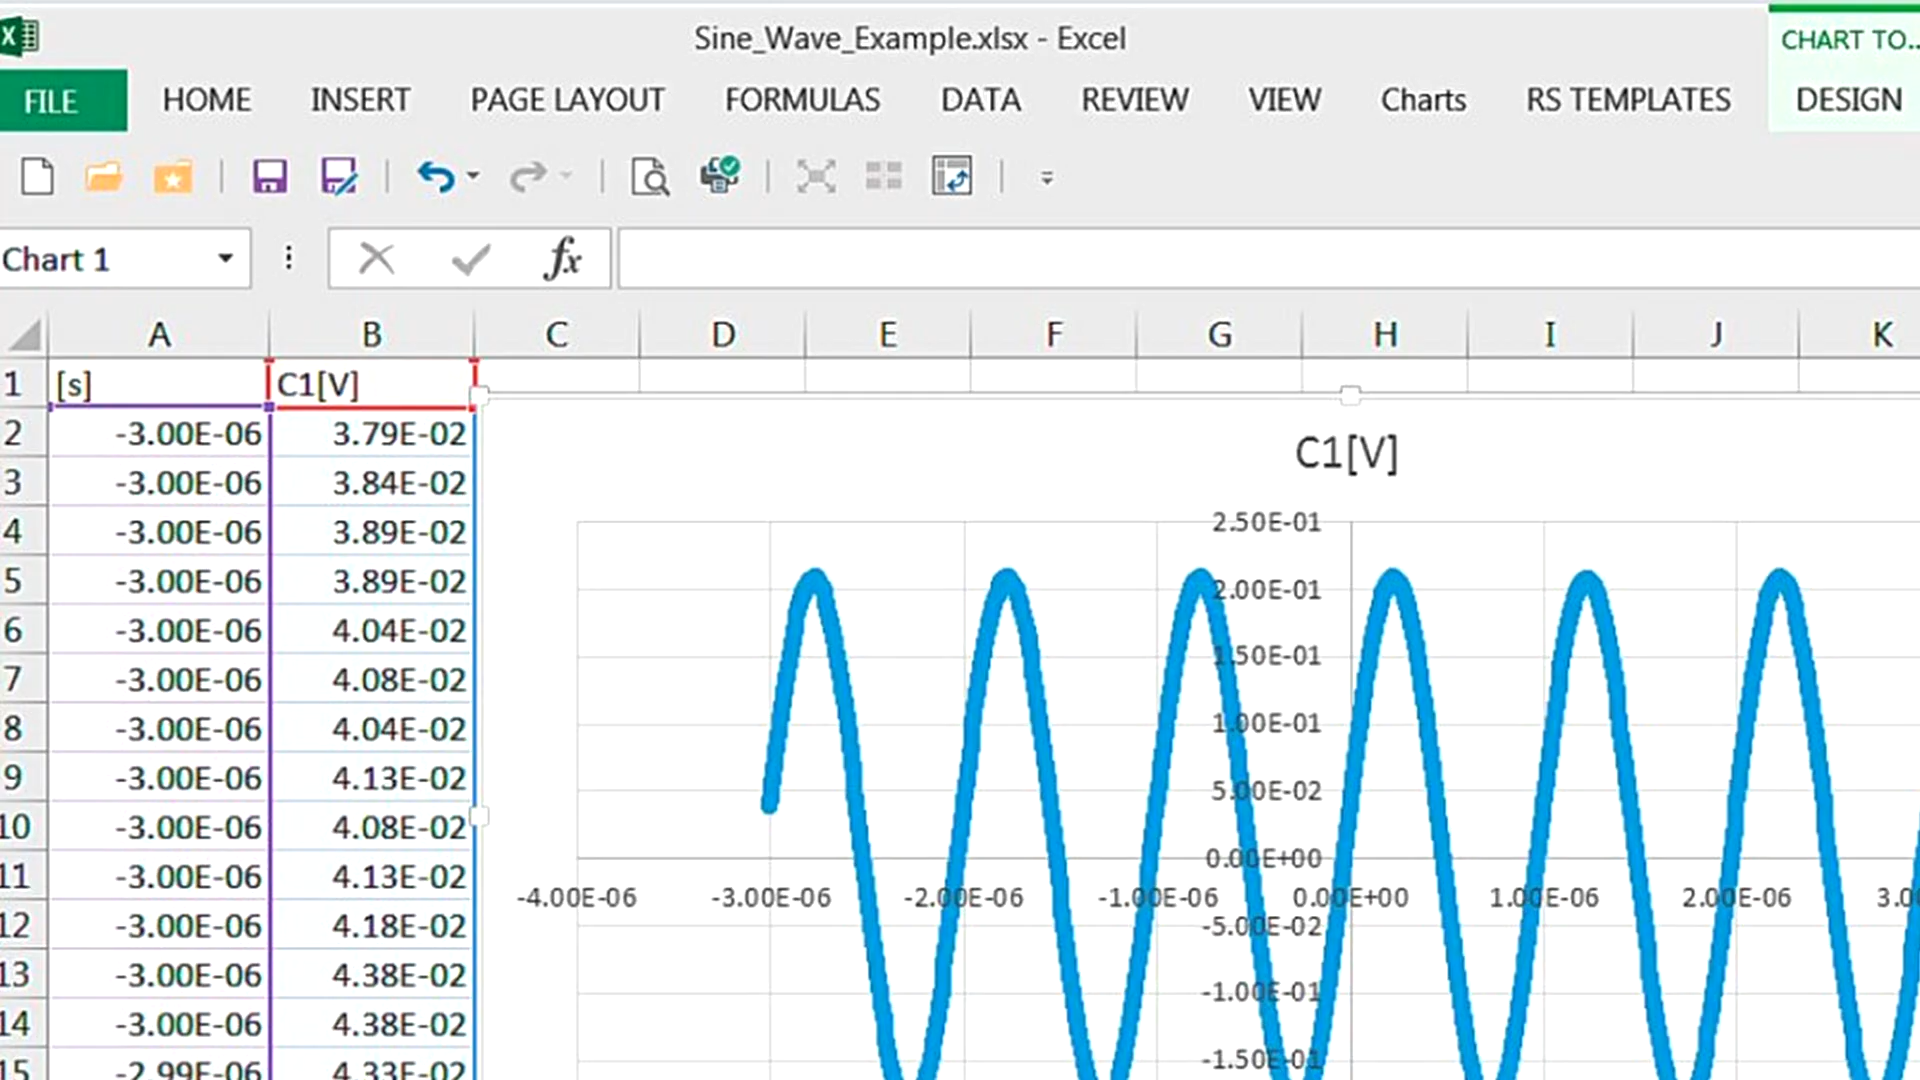 Sine_Wave_Example.xlsx - Excel
CHART TO...
FILE HOME INSERT PAGE LAYOUT FORMULAS DATA REVIEW VIEW Charts RS TEMPLATES DESIGN
Chart 1 fx
A B C D E F G H I J K
1 [s] C1[V]
2 -3.00E-06 3.79E-02
3 -3.00E-06 3.84E-02
4 -3.00E-06 3.89E-02
5 -3.00E-06 3.89E-02
6 -3.00E-06 4.04E-02
7 -3.00E-06 4.08E-02
8 -3.00E-06 4.04E-02
9 -3.00E-06 4.13E-02
10 -3.00E-06 4.08E-02
11 -3.00E-06 4.13E-02
12 -3.00E-06 4.18E-02
13 -3.00E-06 4.38E-02
14 -3.00E-06 4.38E-02
15 -2.99E-06 4.33E-02
C1[V]
2.50E-01
2.00E-01
1.50E-01
1.00E-01
5.00E-02
0.00E+00
-4.00E-06 -3.00E-06 -2.00E-06 -1.00E-06 0.00E+00 1.00E-06 2.00E-06 3.0
-5.00E-02
-1.00E-01
-1.50E-01